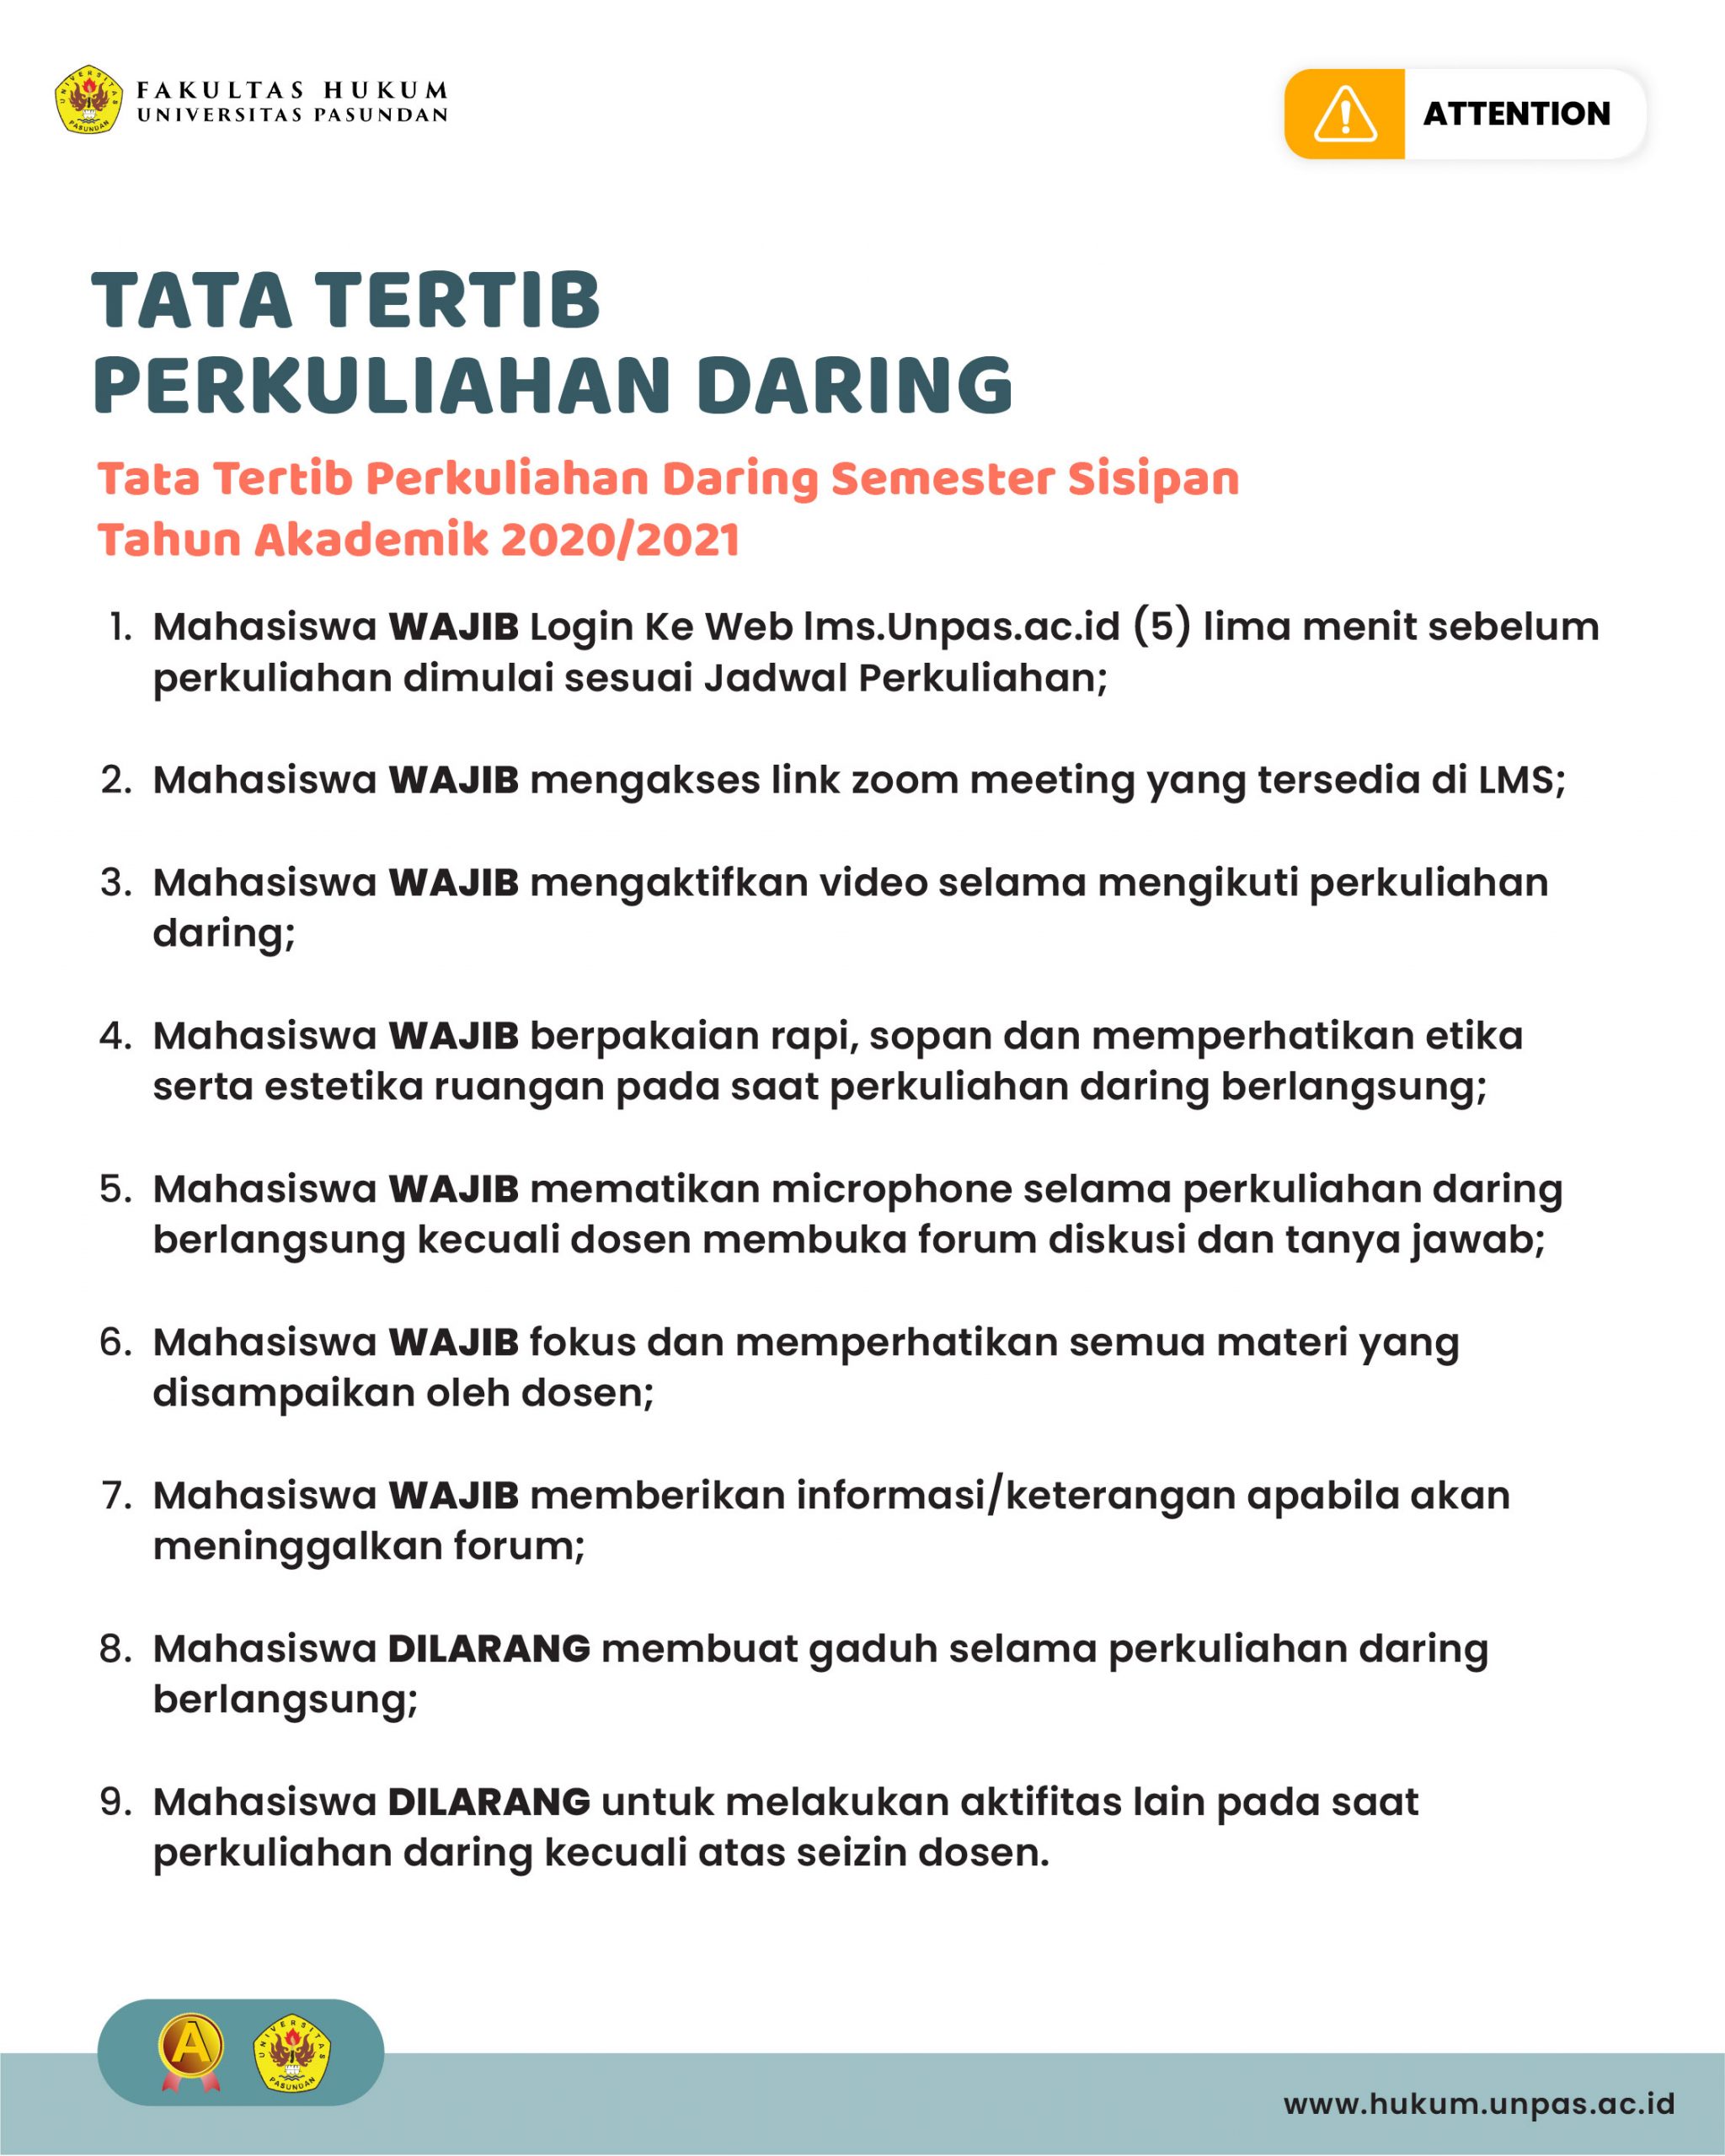 UNIVERSITAS
PASUNDAN
FAKULTAS HUKUM
UNIVERSITAS PASUNDAN
ATTENTION
TATA TERTIB
PERKULIAHAN DARING
Tata Tertib Perkuliahan Daring Semester Sisipan
Tahun Akademik 2020/2021
1. Mahasiswa WAJIB Login Ke Web lms.Unpas.ac.id (5) lima menit sebelum
perkuliahan dimulai sesuai Jadwal Perkuliahan;
2. Mahasiswa WAJIB mengakses link zoom meeting yang tersedia di LMS;
3. Mahasiswa WAJIB mengaktifkan video selama mengikuti perkuliahan
daring;
4. Mahasiswa WAJIB berpakaian rapi, sopan dan memperhatikan etika
serta estetika ruangan pada saat perkuliahan daring berlangsung;
5. Mahasiswa WAJIB mematikan microphone selama perkuliahan daring
berlangsung kecuali dosen membuka forum diskusi dan tanya jawab;
6. Mahasiswa WAJIB fokus dan memperhatikan semua materi yang
disampaikan oleh dosen;
7. Mahasiswa WAJIB memberikan informasi/keterangan apabila akan
meninggalkan forum;
8. Mahasiswa DILARANG membuat gaduh selama perkuliahan daring
berlangsung;
9. Mahasiswa DILARANG untuk melakukan aktifitas lain pada saat
perkuliahan daring kecuali atas seizin dosen.
A
UNIVERSITAS
PASUNDAN
www.hukum.unpas.ac.id